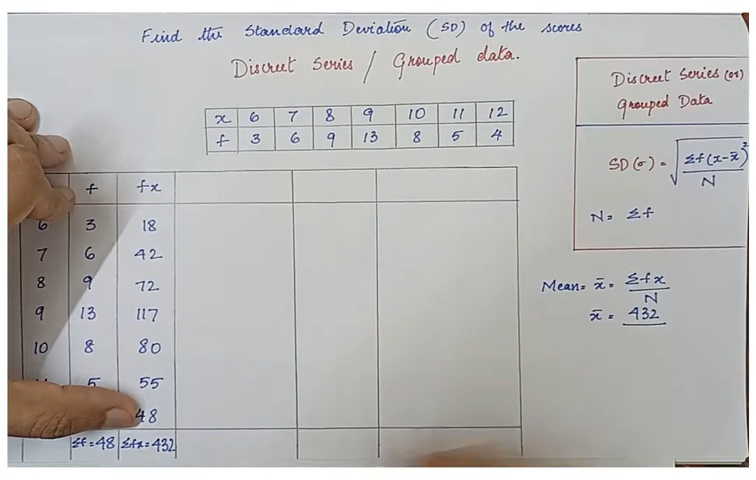 Find the Standard Deviation (SD) of the scores
Discreet Series / Grouped data.
x 6 7 8 9 10 11 12
f 3 6 9 13 8 5 4
Discreet Series (or)
Grouped Data
SD(σ) = √Σf(x-x̄)²/N
N = Σf
f fx
6 3 18
7 6 42
8 9 72
9 13 117
10 8 80
5 55
48
Σf=48 Σfx=432
Mean = x̄ = Σfx/N
x̄ = 432